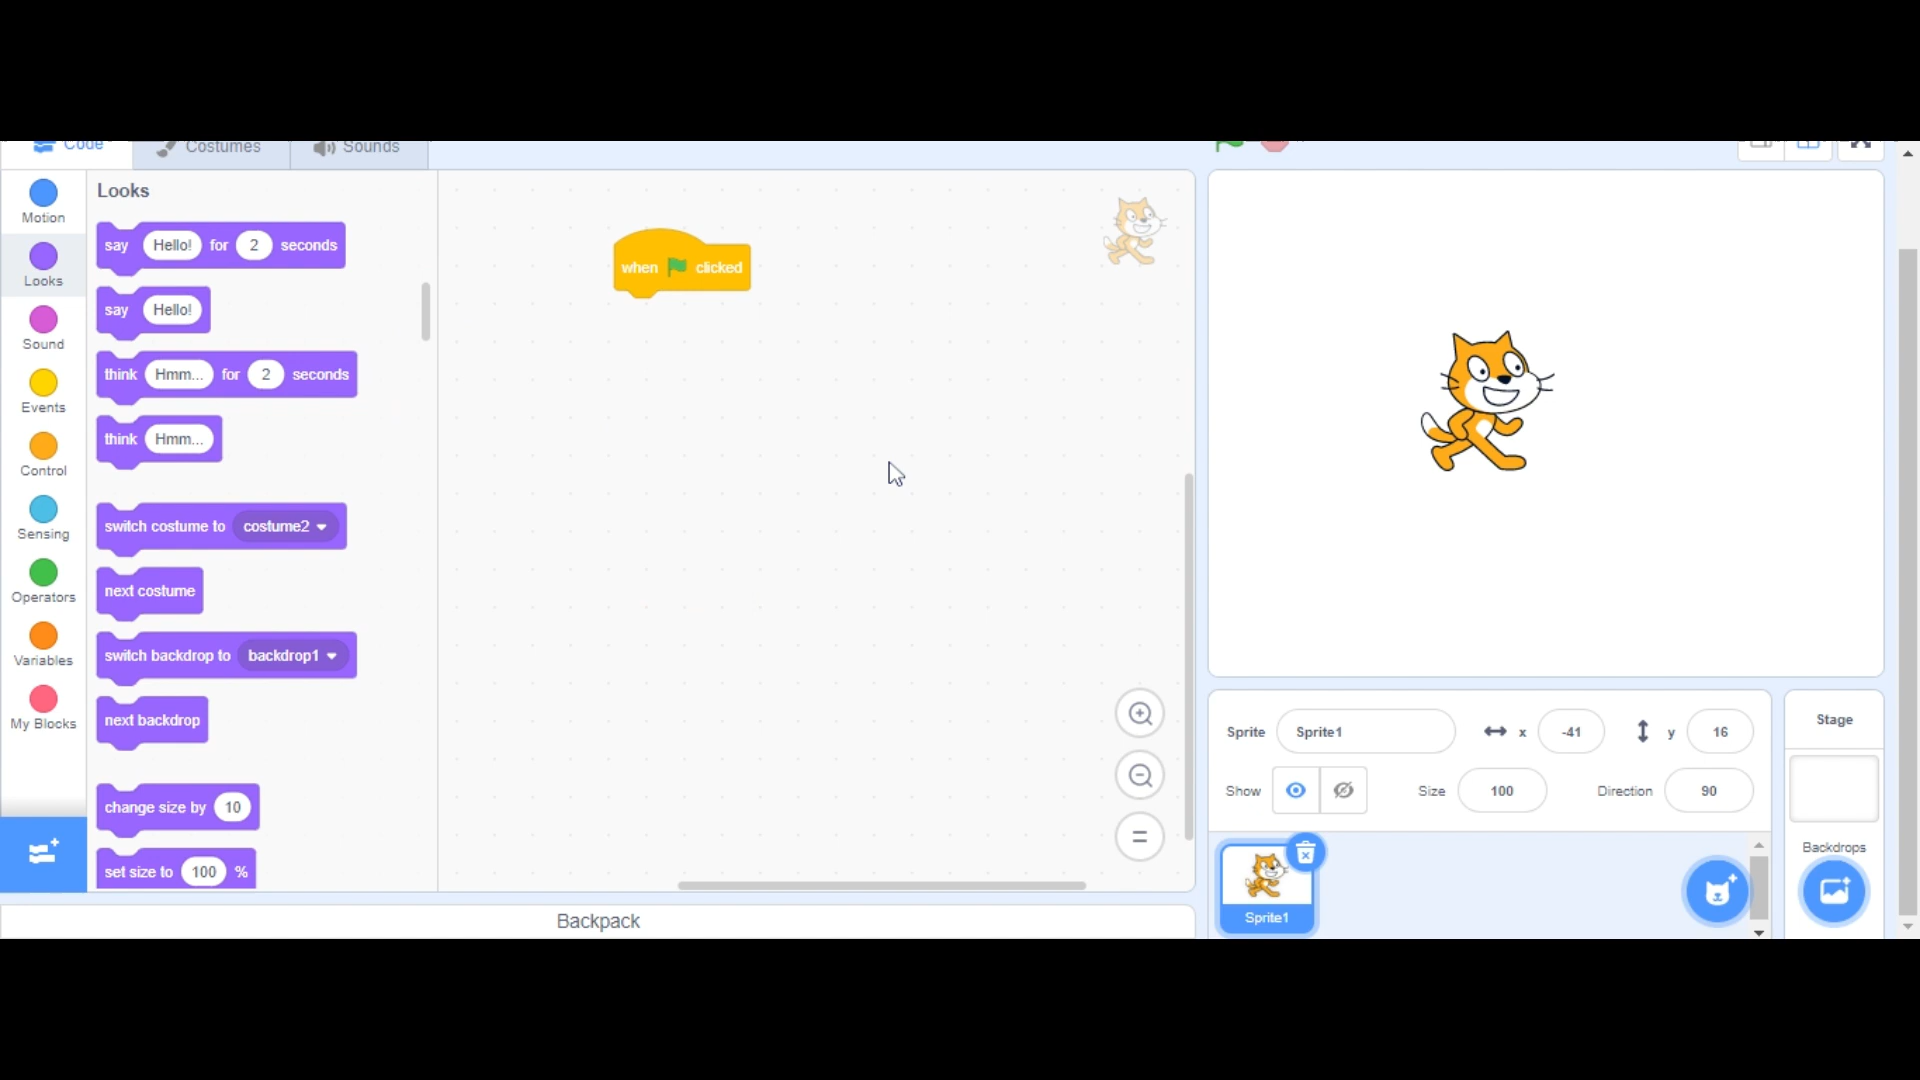 Code
Costumes
Sounds
Motion
Looks
Sound
Events
Control
Sensing
Operators
Variables
My Blocks
Looks
say Hello! for 2 seconds
say Hello!
think Hmm... for 2 seconds
think Hmm...
switch costume to costume2
next costume
switch backdrop to backdrop1
next backdrop
change size by 10
set size to 100 %
when clicked
Backpack
Sprite Sprite1 x -41 y 16
Show Size 100 Direction 90
Sprite1
Stage
Backdrops